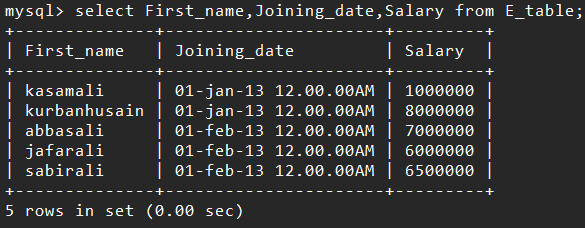 mysql> select First_name,Joining_date,Salary from E_table;
+--------------+-----------------------+---------+
| First_name   | Joining_date          | Salary  |
+--------------+-----------------------+---------+
| kasamali     | 01-jan-13 12.00.00AM | 1000000 |
| kurbanhusain | 01-jan-13 12.00.00AM | 8000000 |
| abbasali     | 01-feb-13 12.00.00AM | 7000000 |
| jafarali     | 01-feb-13 12.00.00AM | 6000000 |
| sabirali     | 01-feb-13 12.00.00AM | 6500000 |
+--------------+-----------------------+---------+
5 rows in set (0.00 sec)